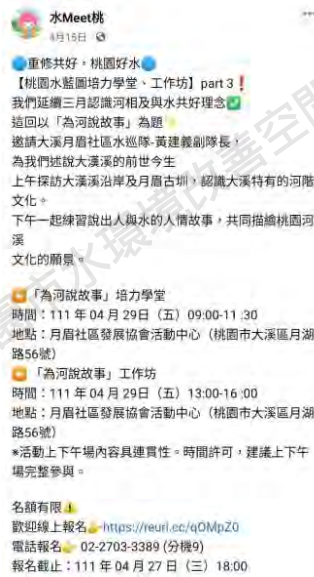 水Meet桃
4月15日
重修共好，桃園好水
【桃園水藍圖培力學堂、工作坊】part 3❗
我們延續三月認識河相及與水共好理念✅
這回以「為河說故事」為題
邀請大溪月眉社區水巡隊-黃建義副隊長，
為我們述說大漢溪的前世今生
上午探訪大漢溪沿岸及月眉古圳，認識大溪特有的河階
文化。
下午一起練習說出人與水的人情故事，共同描繪桃園河
溪
文化的願景。
「為河說故事」培力學堂
時間：111 年 04 月 29日（五）09:00-11 :30
地點：月眉社區發展協會活動中心（桃園市大溪區月湖
路56號）
「為河說故事」工作坊
時間：111 年 04 月 29日（五）13:00-16 :00
地點：月眉社區發展協會活動中心（桃園市大溪區月湖
路56號）
*活動上下午場內容具連貫性。時間許可，建議上下午
場完整參與。
名額有限⚠
歡迎線上報名👉https://reurl.cc/qOMpZ0
電話報名👉 02-2703-3389 (分機9)
報名截止：111 年 04 月 27 日（三）18:00